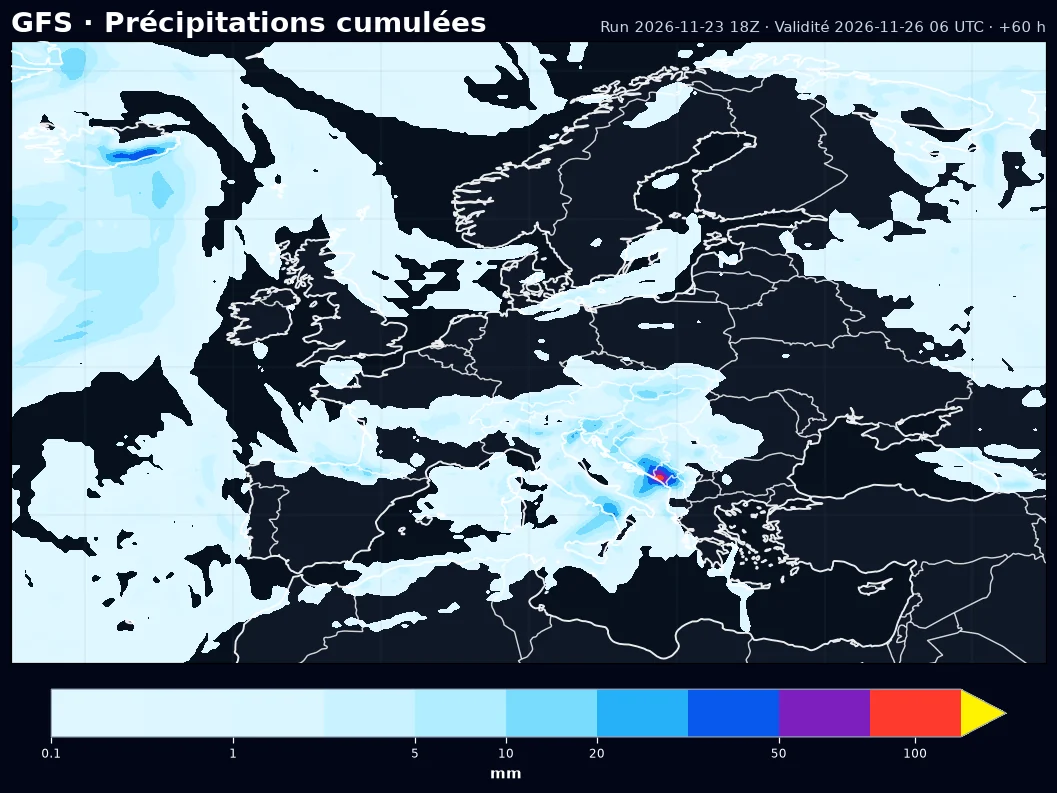 GFS · Précipitations cumulées
Run 2026-11-23 18Z · Validité 2026-11-26 06 UTC · +60 h
0.1 1 5 10 20 50 100
mm